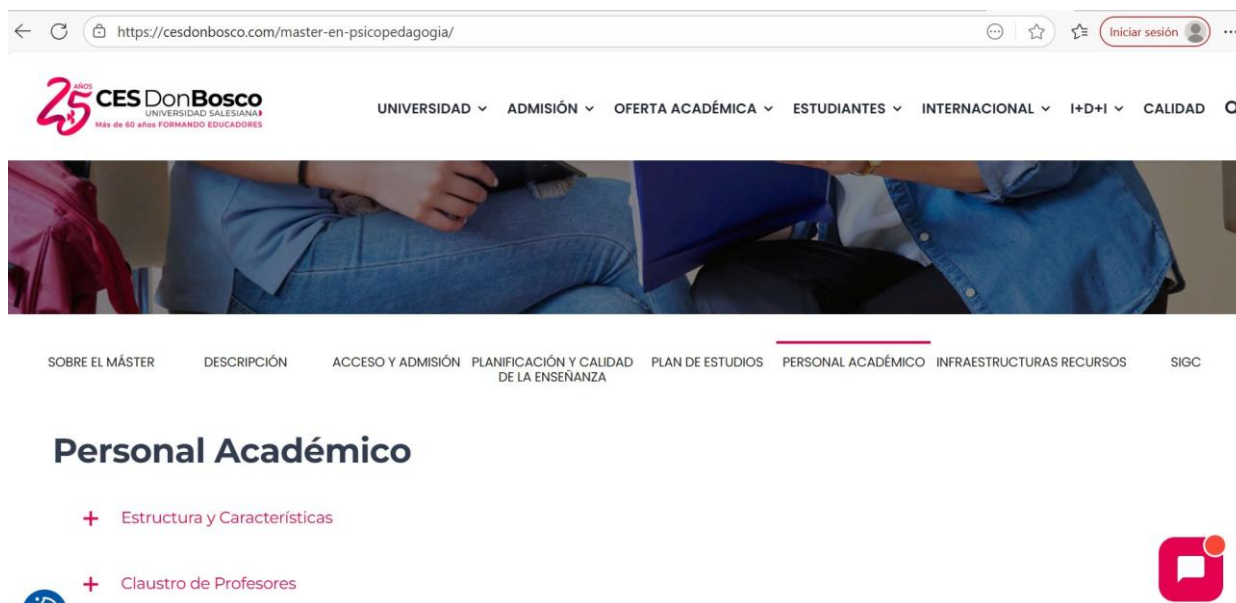 https://cesdonbosco.com/master-en-psicopedagogia/
Iniciar sesión
25 AÑOS
CES DonBosco
UNIVERSIDAD SALESIANA
Más de 60 años FORMANDO EDUCADORES
UNIVERSIDAD ADMISIÓN OFERTA ACADÉMICA ESTUDIANTES INTERNACIONAL I+D+I CALIDAD
SOBRE EL MÁSTER DESCRIPCIÓN ACCESO Y ADMISIÓN PLANIFICACIÓN Y CALIDAD PLAN DE ESTUDIOS PERSONAL ACADÉMICO INFRAESTRUCTURAS RECURSOS SIGC
DE LA ENSEÑANZA
Personal Académico
+ Estructura y Características
+ Claustro de Profesores